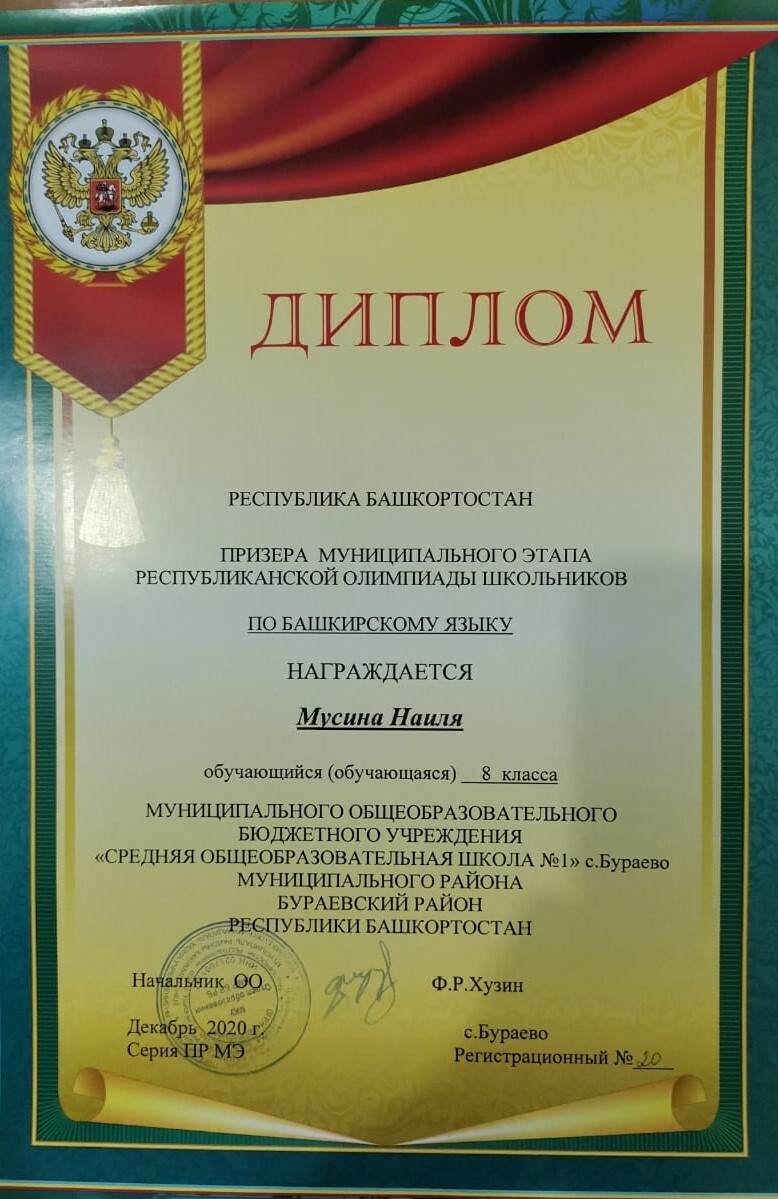 ДИПЛОМ
РЕСПУБЛИКА БАШКОРТОСТАН
ПРИЗЕРА МУНИЦИПАЛЬНОГО ЭТАПА
РЕСПУБЛИКАНСКОЙ ОЛИМПИАДЫ ШКОЛЬНИКОВ
ПО БАШКИРСКОМУ ЯЗЫКУ
НАГРАЖДАЕТСЯ
Мусина Наиля
обучающийся (обучающаяся) 8 класса
МУНИЦИПАЛЬНОГО ОБЩЕОБРАЗОВАТЕЛЬНОГО
БЮДЖЕТНОГО УЧРЕЖДЕНИЯ
«СРЕДНЯЯ ОБЩЕОБРАЗОВАТЕЛЬНАЯ ШКОЛА №1» с.Бураево
МУНИЦИПАЛЬНОГО РАЙОНА
БУРАЕВСКИЙ РАЙОН
РЕСПУБЛИКИ БАШКОРТОСТАН
Начальник ОО Ф.Р.Хузин
Декабрь 2020 г. с.Бураево
Серия ПР МЭ Регистрационный № 20